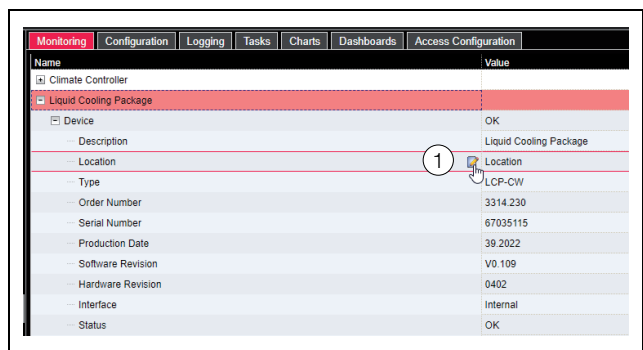 Monitoring Configuration Logging Tasks Charts Dashboards Access Configuration
Name Value
Climate Controller
Liquid Cooling Package
Device OK
Description Liquid Cooling Package
Location 1 Location
Type LCP-CW
Order Number 3314.230
Serial Number 67035115
Production Date 39.2022
Software Revision V0.109
Hardware Revision 0402
Interface Internal
Status OK